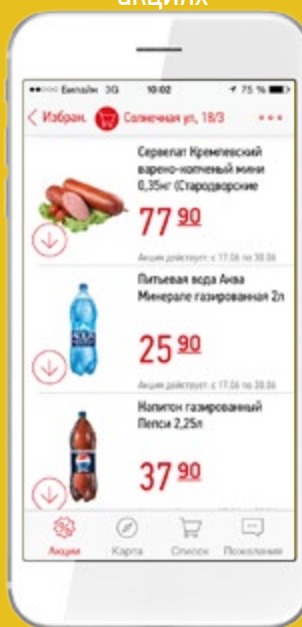 акциях
Билайн 3G 10:02 75 %
Избран. Солнечная ул, 18/3
Сервелат Кремлевский
варено-копченый мини
0,35кг (Стародворские
77 90
Акция действует: с 17.06 по 30.06
Питьевая вода Аква
Минерале газированная 2л
25 90
Акция действует: с 17.06 по 30.06
Напиток газированный
Пепси 2,25л
37 90
Акции Карта Список Пожелания